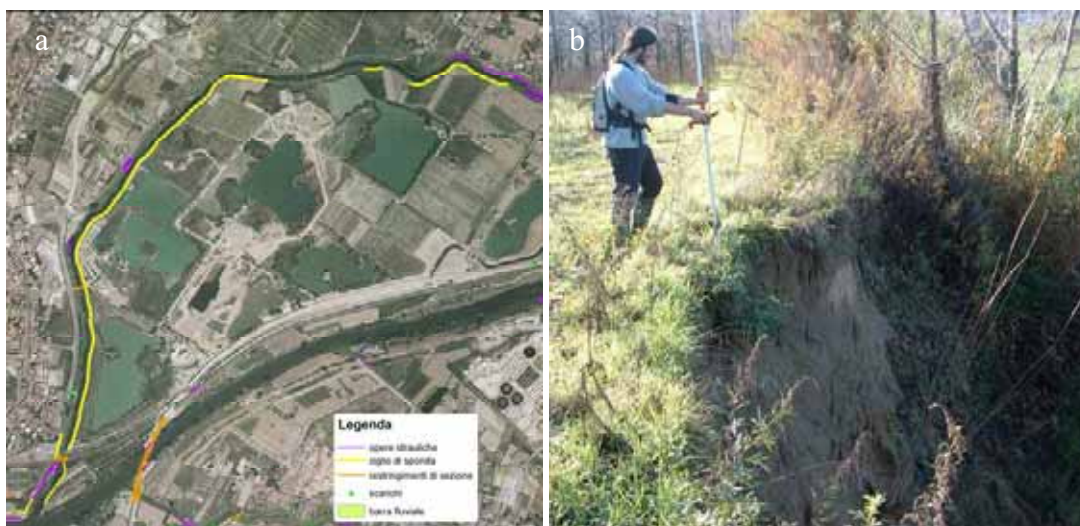 a
b
Legenda
opere idrauliche
ciglio di sponda
restringimenti di sezione
scarichi
barra fluviale